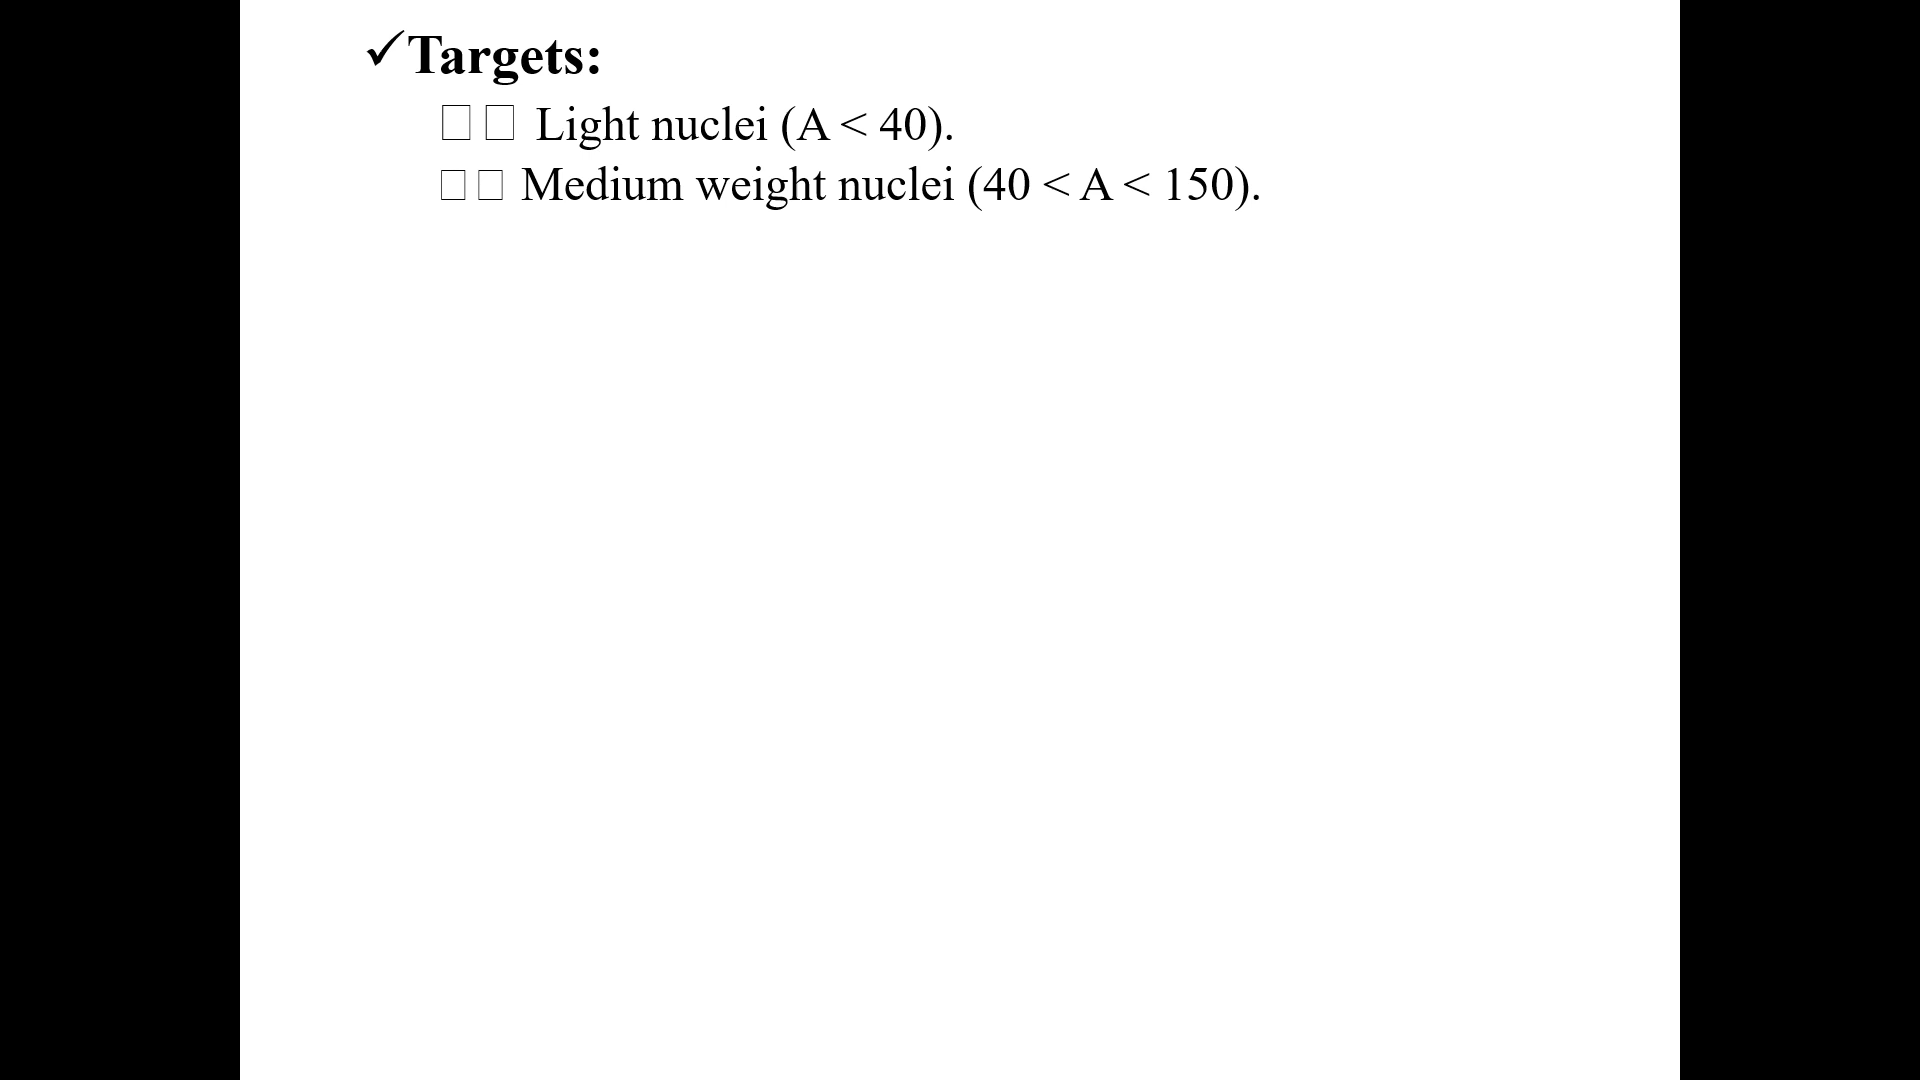 ✓Targets:
□□ Light nuclei (A < 40).
□□ Medium weight nuclei (40 < A < 150).